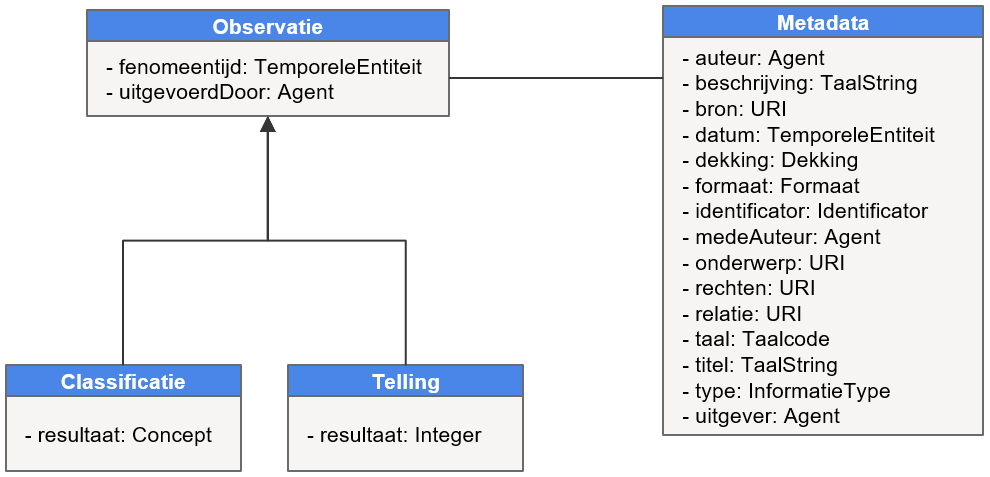 Observatie
- fenomeentijd: TemporeleEntiteit
- uitgevoerdDoor: Agent
Metadata
- auteur: Agent
- beschrijving: TaalString
- bron: URI
- datum: TemporeleEntiteit
- dekking: Dekking
- formaat: Formaat
- identificator: Identificator
- medeAuteur: Agent
- onderwerp: URI
- rechten: URI
- relatie: URI
- taal: Taalcode
- titel: TaalString
- type: InformatieType
- uitgever: Agent
Classificatie
- resultaat: Concept
Telling
- resultaat: Integer